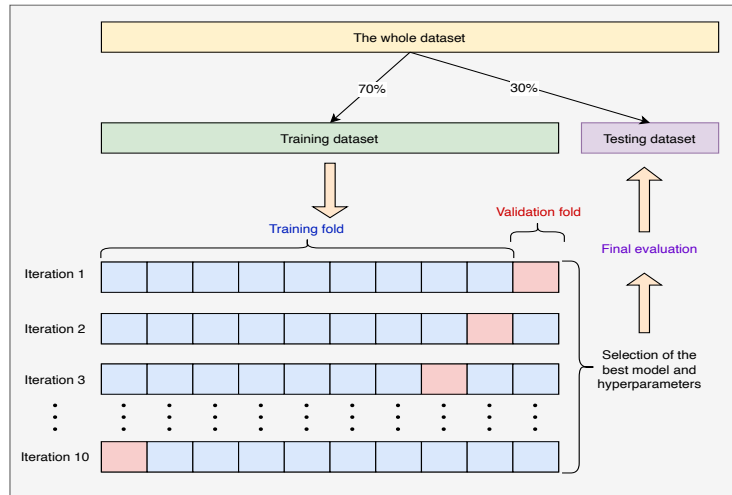 The whole dataset
70%
30%
Training dataset
Testing dataset
Validation fold
Training fold
Final evaluation
Iteration 1
Iteration 2
Selection of the
best model and
hyperparameters
Iteration 3
Iteration 10